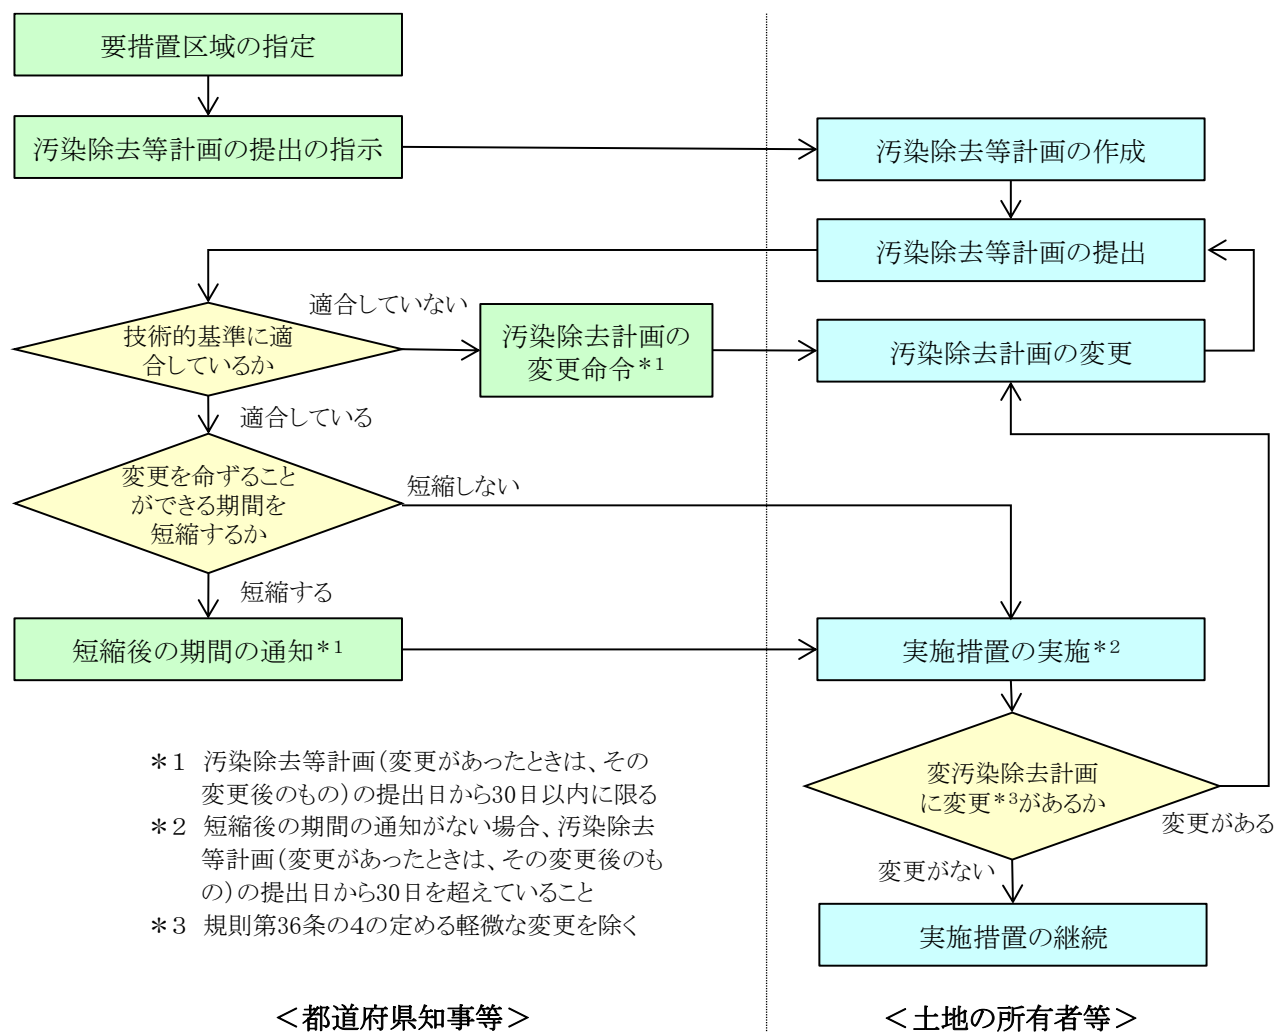 要措置区域の指定
汚染除去等計画の提出の指示
汚染除去等計画の作成
汚染除去等計画の提出
適合していない
技術的基準に適
合しているか
汚染除去計画の
変更命令*1
汚染除去計画の変更
適合している
変更を命ずること
ができる期間を
短縮するか
短縮しない
短縮する
短縮後の期間の通知*1
実施措置の実施*2
変汚染除去計画
に変更*3があるか
変更がある
変更がない
実施措置の継続
*1 汚染除去等計画(変更があったときは、その
変更後のもの)の提出日から30日以内に限る
*2 短縮後の期間の通知がない場合、汚染除去
等計画(変更があったときは、その変更後のも
の)の提出日から30日を超えていること
*3 規則第36条の4の定める軽微な変更を除く
<都道府県知事等>
<土地の所有者等>